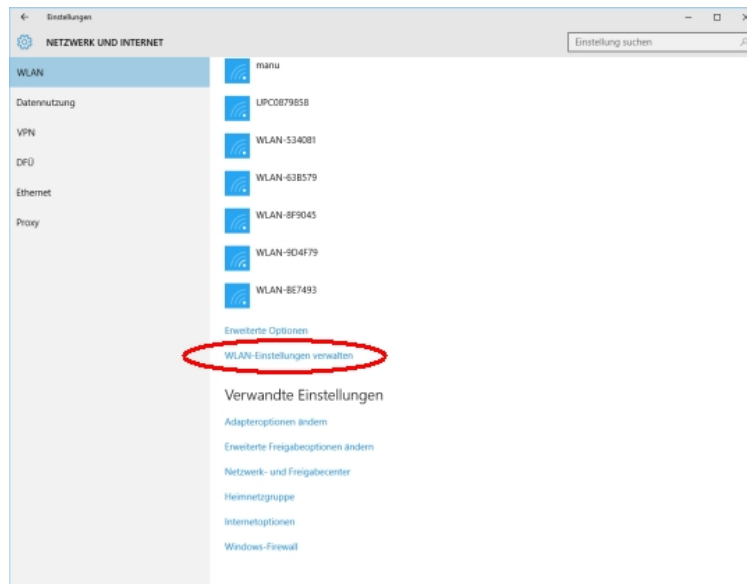 Einstellungen
NETZWERK UND INTERNET
Einstellung suchen
WLAN
Datennutzung
VPN
DFÜ
Ethernet
Proxy
manu
UPC0879858
WLAN-534081
WLAN-63B579
WLAN-8F9045
WLAN-9D4F79
WLAN-BE7493
Erweiterte Optionen
WLAN-Einstellungen verwalten
Verwandte Einstellungen
Adapteroptionen ändern
Erweiterte Freigabeoptionen ändern
Netzwerk- und Freigabecenter
Heimnetzgruppe
Internetoptionen
Windows-Firewall